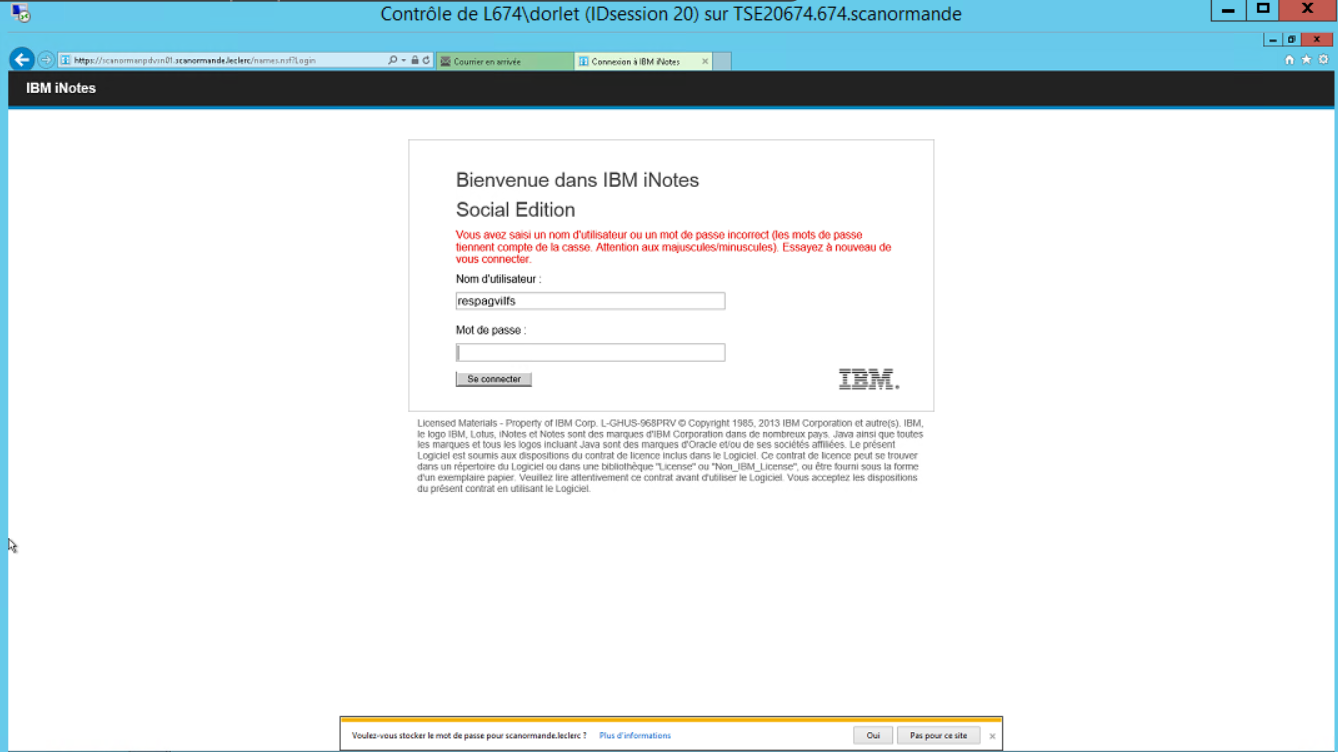 Contrôle de L674\dorlet (IDsession 20) sur TSE20674.674.scanormande
https://scanormanpdvsn01.scanormande.leclerc/names.nsf?Login
Courrier en arrivée
Connexion à IBM iNotes
IBM iNotes
Bienvenue dans IBM iNotes
Social Edition
Vous avez saisi un nom d'utilisateur ou un mot de passe incorrect (les mots de passe
tiennent compte de la casse. Attention aux majuscules/minuscules). Essayez à nouveau de
vous connecter.
Nom d'utilisateur :
respagvilfs
Mot de passe :
Se connecter
IBM.
Licensed Materials - Property of IBM Corp. L-GHUS-968PRV © Copyright 1985, 2013 IBM Corporation et autre(s). IBM,
le logo IBM, Lotus, iNotes et Notes sont des marques d'IBM Corporation dans de nombreux pays. Java ainsi que toutes
les marques et tous les logos incluant Java sont des marques d'Oracle et/ou de ses sociétés affiliées. Le présent
Logiciel est soumis aux dispositions du contrat de licence inclus dans le Logiciel. Ce contrat de licence peut se trouver
dans un répertoire du Logiciel ou dans une bibliothèque "License" ou "Non_IBM_License", ou être fourni sous la forme
d'un exemplaire papier. Veuillez lire attentivement ce contrat avant d'utiliser le Logiciel. Vous acceptez les dispositions
du présent contrat en utilisant le Logiciel.
Voulez-vous stocker le mot de passe pour scanormande.leclerc ? Plus d'informations
Oui
Pas pour ce site